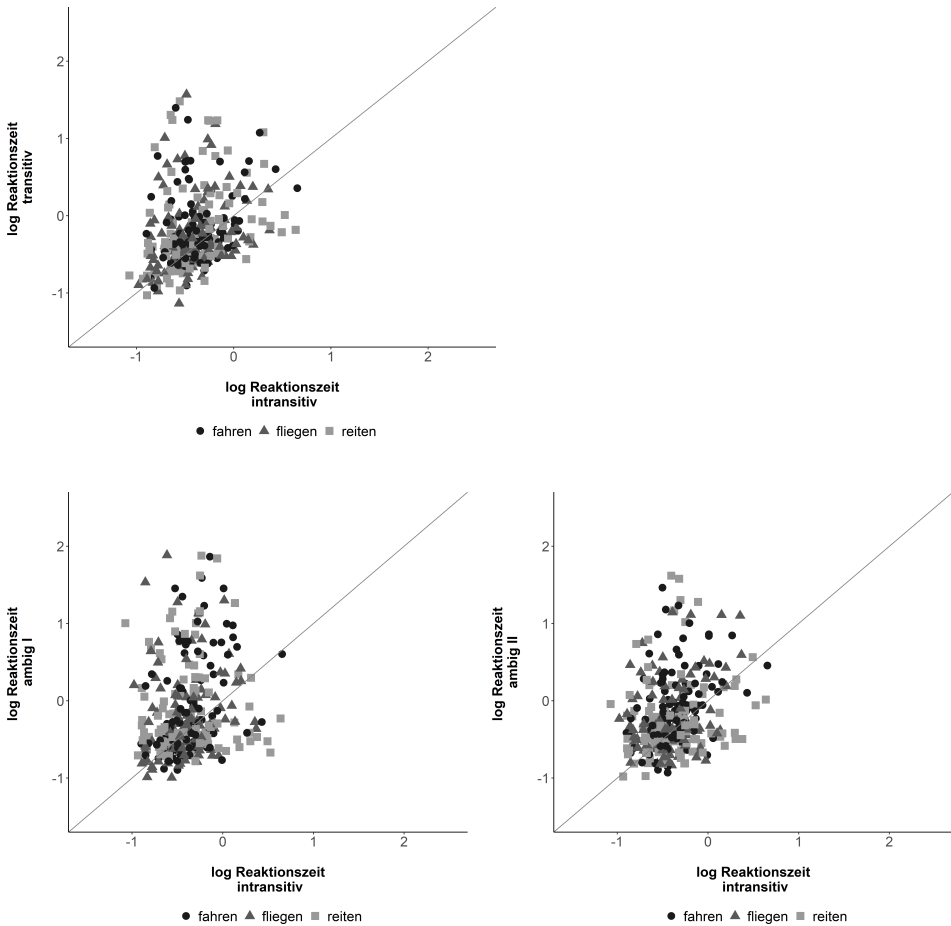 2
1
0
-1
log Reaktionszeit
transitiv
-1 0 1 2
log Reaktionszeit
intransitiv
fahren fliegen reiten
2
1
0
-1
log Reaktionszeit
ambig I
-1 0 1 2
log Reaktionszeit
intransitiv
fahren fliegen reiten
2
1
0
-1
log Reaktionszeit
ambig II
-1 0 1 2
log Reaktionszeit
intransitiv
fahren fliegen reiten